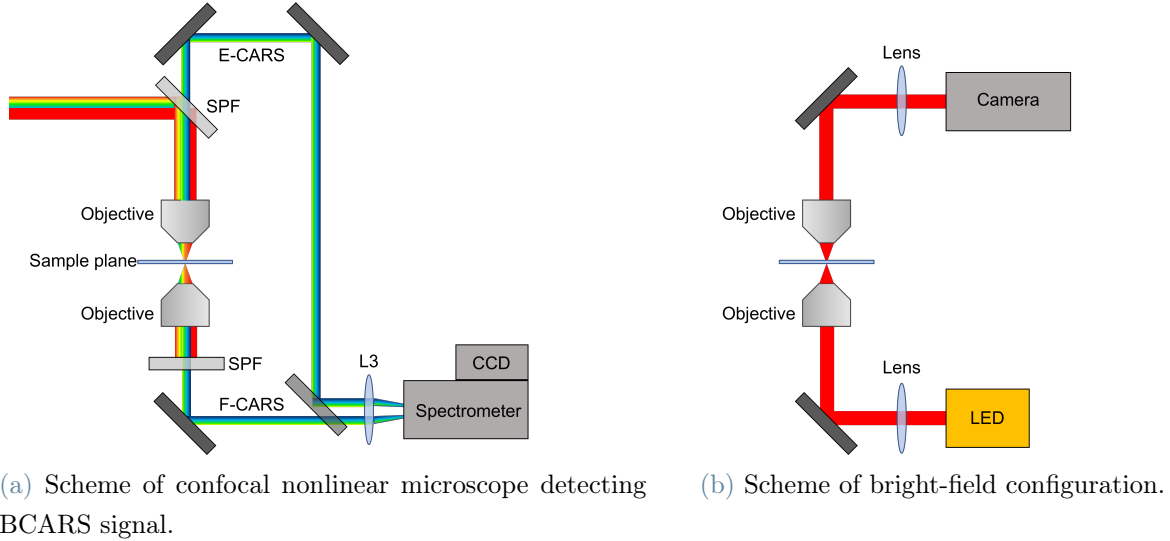 E-CARS
SPF
Objective
Sample plane
Objective
SPF
L3
CCD
F-CARS
Spectrometer
Lens
Camera
Objective
Objective
Lens
LED
(a) Scheme of confocal nonlinear microscope detecting
BCARS signal.
(b) Scheme of bright-field configuration.